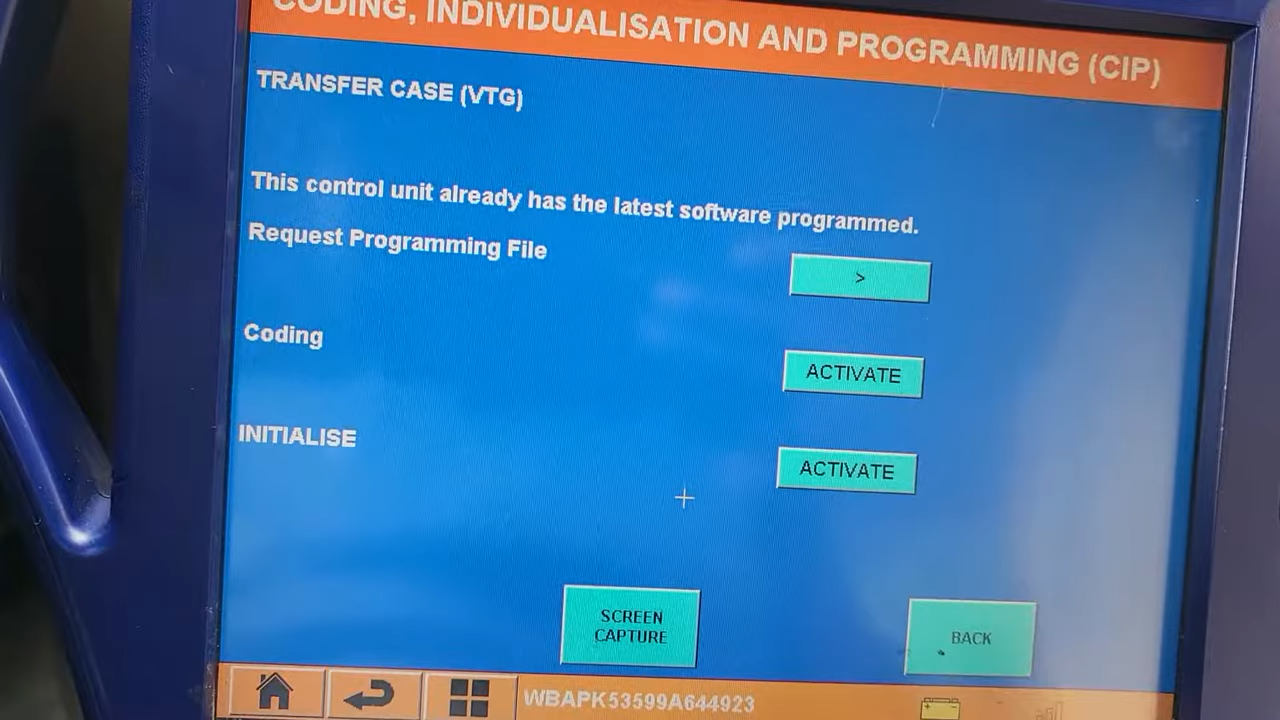 CODING, INDIVIDUALISATION AND PROGRAMMING (CIP)
TRANSFER CASE (VTG)
This control unit already has the latest software programmed.
Request Programming File
>
Coding
ACTIVATE
INITIALISE
ACTIVATE
SCREEN
CAPTURE
BACK
WBAPK53599A644923